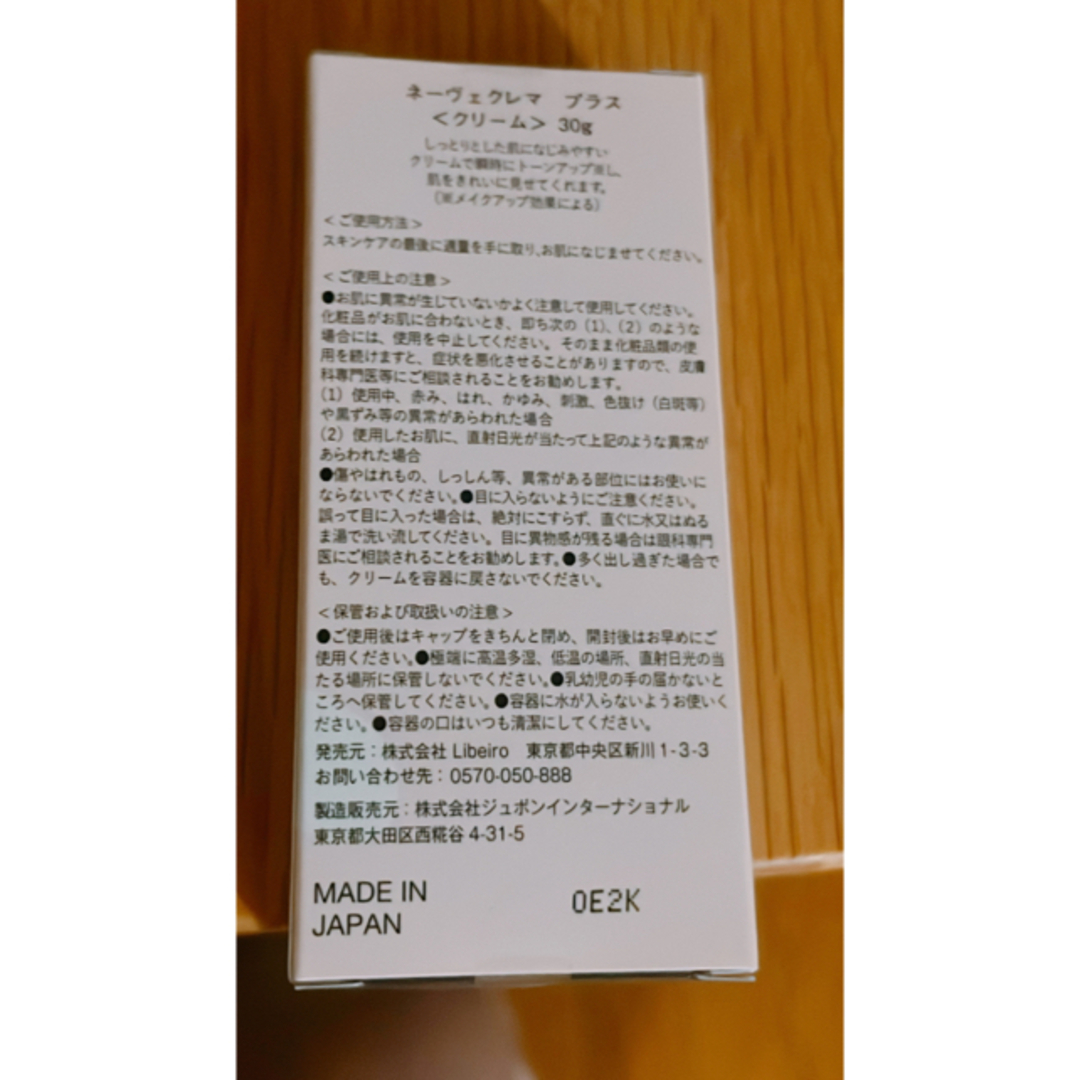 ネーヴェクレマ　プラス
＜クリーム＞ 30g
しっとりとした肌になじみやすい
クリームで瞬時にトーンアップ※し、
肌をきれいに見せてくれます。
（※メイクアップ効果による）
＜ご使用方法＞
スキンケアの最後に適量を手に取り、お肌になじませてください。
＜ご使用上の注意＞
●お肌に異常が生じていないかよく注意して使用してください。
化粧品がお肌に合わないとき、即ち次の（1）、（2）のような
場合には、使用を中止してください。そのまま化粧品類の使
用を続けますと、症状を悪化させることがありますので、皮膚
科専門医等にご相談されることをお勧めします。
（1）使用中、赤み、はれ、かゆみ、刺激、色抜け（白斑等）
や黒ずみ等の異常があらわれた場合
（2）使用したお肌に、直射日光が当たって上記のような異常が
あらわれた場合
●傷やはれもの、しっしん等、異常がある部位にはお使いに
ならないでください。●目に入らないようにご注意ください。
誤って目に入った場合は、絶対にこすらず、直ぐに水又はぬる
ま湯で洗い流してください。目に異物感が残る場合は眼科専門
医にご相談されることをお勧めします。●多く出し過ぎた場合で
も、クリームを容器に戻さないでください。
＜保管および取扱いの注意＞
●ご使用後はキャップをきちんと閉め、開封後はお早めにご
使用ください。●極端に高温多湿、低温の場所、直射日光の当
たる場所に保管しないでください。●乳幼児の手の届かないと
ころへ保管してください。●容器に水が入らないようお使いく
ださい。●容器の口はいつも清潔にしてください。
発売元：株式会社 Libeiro　東京都中央区新川 1-3-3
お問い合わせ先：0570-050-888
製造販売元：株式会社ジュポンインターナショナル
東京都大田区西糀谷 4-31-5
MADE IN
JAPAN
0E2K